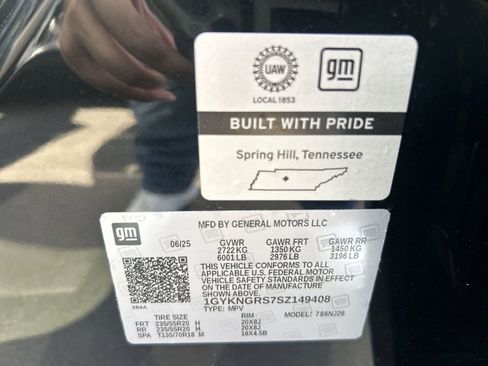 UAW
gm
LOCAL 1853
BUILT WITH PRIDE
Spring Hill, Tennessee
gm
MFD BY GENERAL MOTORS LLC
06/25 GVWR GAWR FRT GAWR RR
2722 KG 1350 KG 1450 KG
6001 LB 2976 LB 3196 LB
THIS VEHICLE CONFORMS TO ALL
APPLICABLE U.S. FEDERAL MOTOR
VEHICLE SAFETY STANDARDS IN EFFECT
ON THE DATE OF MANUFACTURE SHOWN ABOVE.
1GYKNGRS7SZ149408
384A TYPE: MPV MODEL: 786NJ26
TIRE SIZE RIM
FRT 235/55R20 H 20X8J
RR 235/55R20 H 20X8J
SPA T135/70R18 M 18X4.5B